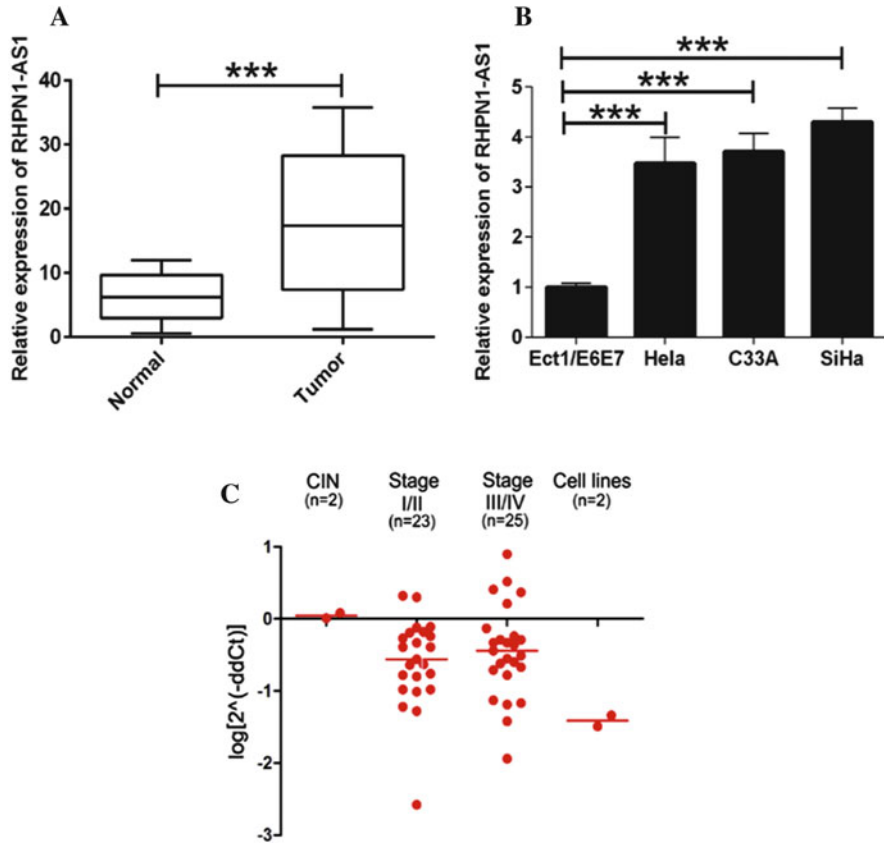 A
Relative expression of RHPN1-AS1
40
30
20
10
0
***
Normal
Tumor
B
Relative expression of RHPN1-AS1
5
4
3
2
1
0
***
***
***
Ect1/E6E7 Hela C33A SiHa
C
CIN
(n=2)
Stage
I/II
(n=23)
Stage
III/IV
(n=25)
Cell lines
(n=2)
log[2^(-ddCt)]
1
0
-1
-2
-3